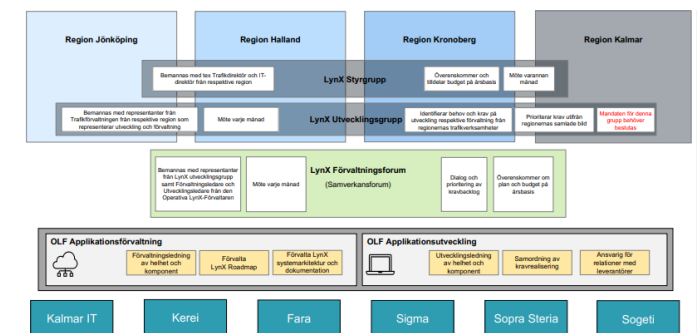 Region Jönköping
Region Halland
Region Kronoberg
Region Kalmar
Bemannas med tex Trafikdirektör och IT-
direktör från respektive region
LynX Styrgrupp
Överenskommer och
tilldelar budget på årsbasis
Möte varannen
månad
Bemannas med representanter från
Trafikförvaltningen från respektive region som
representerar utveckling och förvaltning
Möte varje månad
LynX Utvecklingsgrupp
Identifierar behov och krav på
utveckling respektive förvaltning från
regionernas trafikverksamheter
Prioriterar krav utifrån
regionernas samlade bild
Mandaten för denna
grupp behöver
beslutas
Bemannas med representanter
från LynX utvecklingsgrupp
samt Förvaltningsledare och
Utvecklingsledare från den
Operativa LynX-Förvaltaren
Möte varje månad
LynX Förvaltningsforum
(Samverkansforum)
Dialog och
prioritering av
kravbacklog
Överenskommer om
plan och budget på
årsbasis
OLF Applikationsförvaltning
Förvaltningsledning
av helhet och
komponent
Förvalta
LynX Roadmap
Förvalta LynX
systemarkitektur och
dokumentation
OLF Applikationsutveckling
Utvecklingsledning
av helhet och
komponent
Samordning av
kravrealisering
Ansvarig för
relationer med
leverantörer
Kalmar IT
Kerei
Fara
Sigma
Sopra Steria
Sogeti